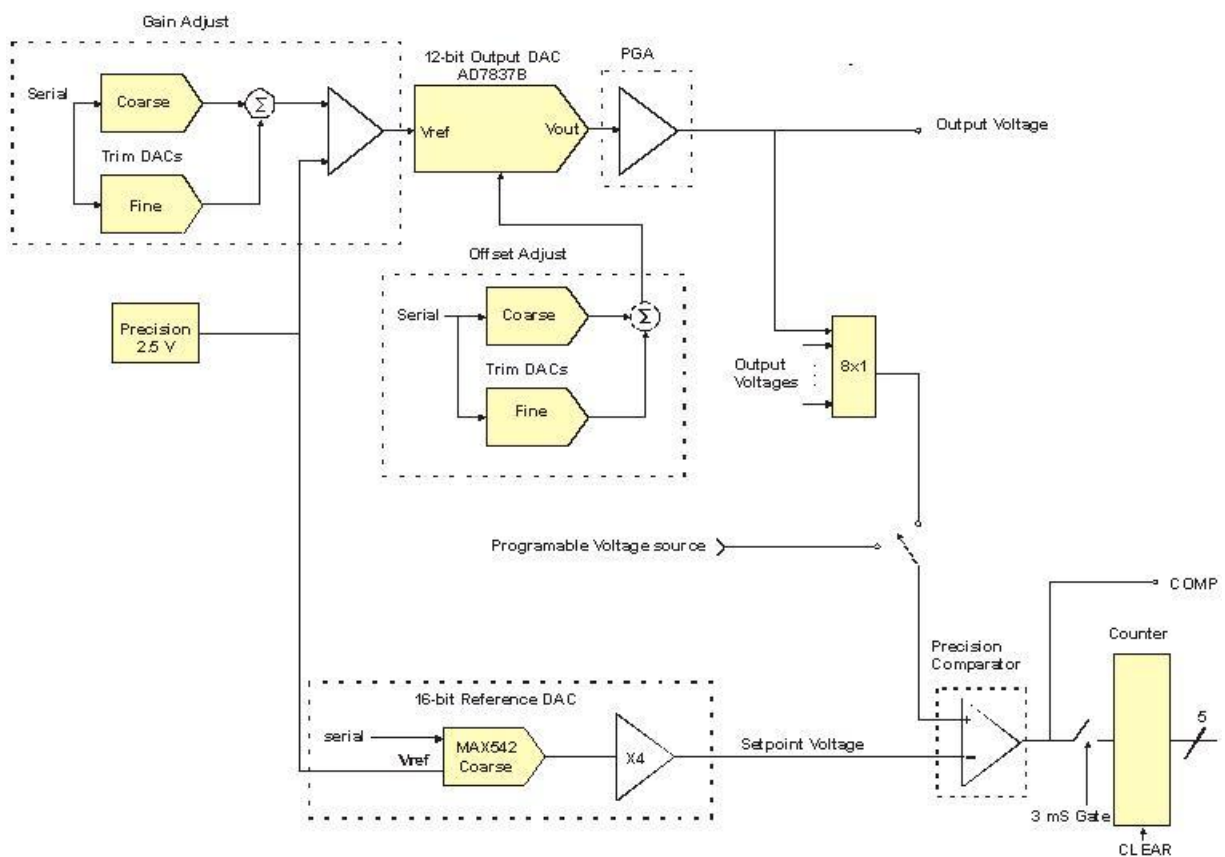 Gain Adjust
12-bit Output DAC
AD7837B
PGA
Serial
Coarse
Σ
Vref
Vout
Output Voltage
Trim DACs
Fine
Offset Adjust
Serial
Coarse
Σ
Precision
2.5 V
Trim DACs
Output
Voltages
8x1
Fine
Programable Voltage source
COMP
Counter
Precision
Comparator
16-bit Reference DAC
serial
Vref
MAX542
Coarse
X4
Setpoint Voltage
+
-
5
3 mS Gate
CLEAR